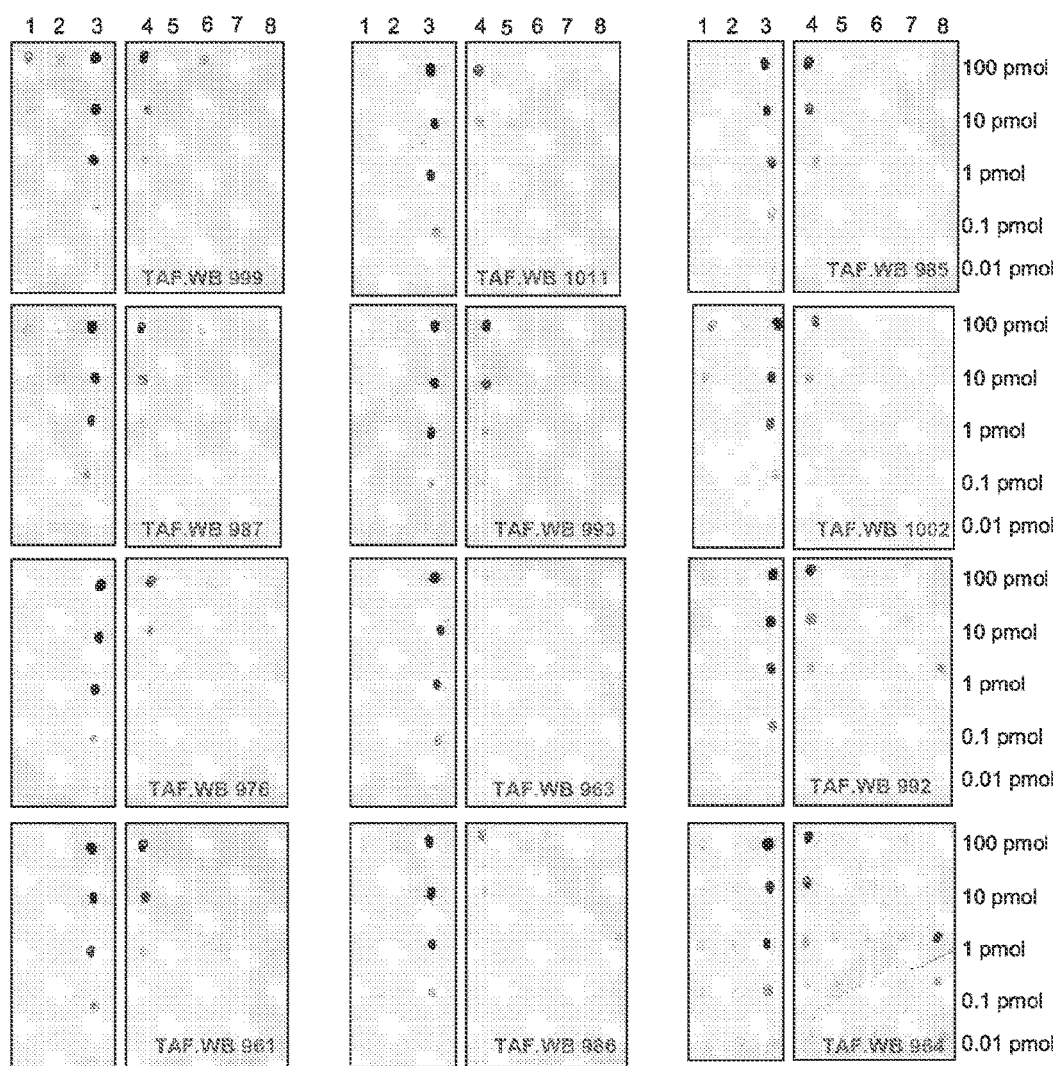 1 2 3 4 5 6 7 8 1 2 3 4 5 6 7 8 1 2 3 4 5 6 7 8
100 pmol
10 pmol
1 pmol
0.1 pmol
0.01 pmol
TAF.WB 999 TAF.WB 1011 TAF.WB 985
100 pmol
10 pmol
1 pmol
0.1 pmol
0.01 pmol
TAF.WB 987 TAF.WB 993 TAF.WB 1002
100 pmol
10 pmol
1 pmol
0.1 pmol
0.01 pmol
TAF.WB 976 TAF.WB 963 TAF.WB 992
100 pmol
10 pmol
1 pmol
0.1 pmol
0.01 pmol
TAF.WB 961 TAF.WB 986 TAF.WB 964